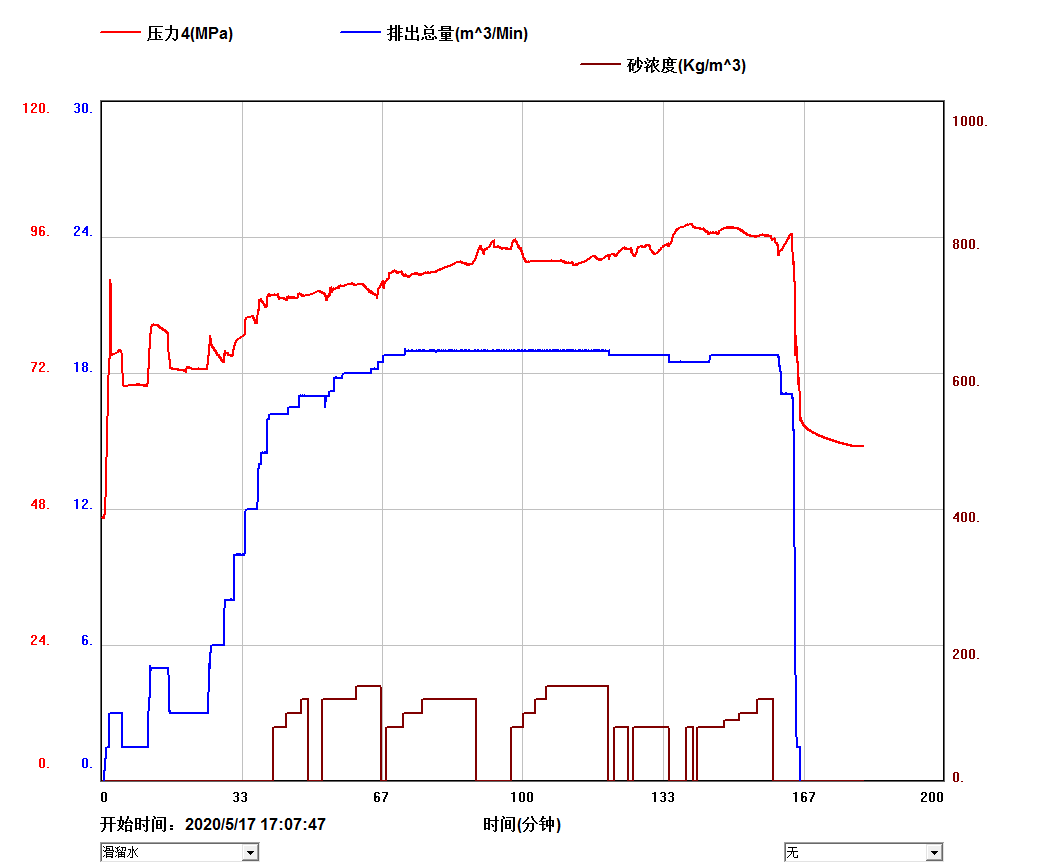 压力4(MPa) 排出总量(m^3/Min)
砂浓度(Kg/m^3)
120. 30. 1000.
96. 24. 800.
72. 18. 600.
48. 12. 400.
24. 6. 200.
0. 0. 0.
0 33 67 100 133 167 200
开始时间：2020/5/17 17:07:47 时间(分钟)
滑溜水 无